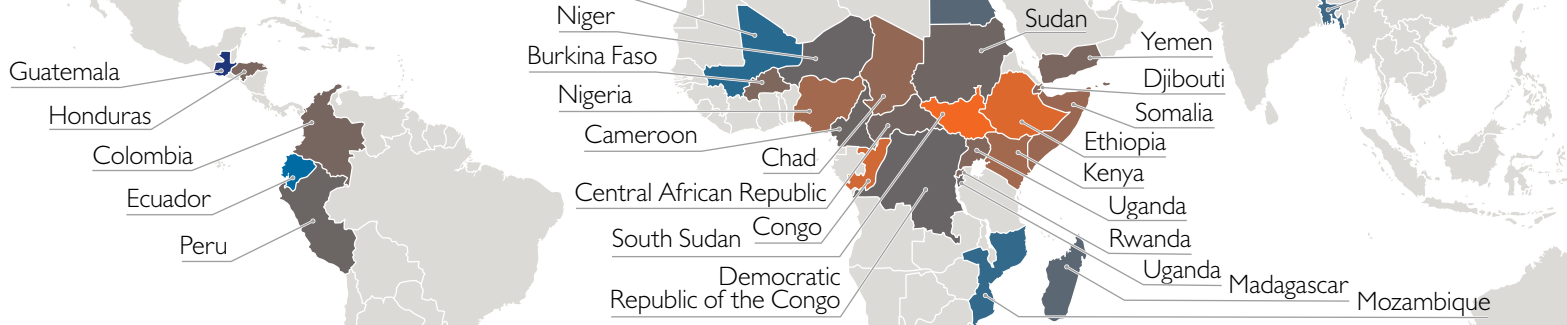 Guatemala
Honduras
Colombia
Ecuador
Peru
Niger
Burkina Faso
Nigeria
Cameroon
Chad
Central African Republic
Congo
South Sudan
Democratic
Republic of the Congo
Sudan
Yemen
Djibouti
Somalia
Ethiopia
Kenya
Uganda
Rwanda
Uganda
Madagascar
Mozambique